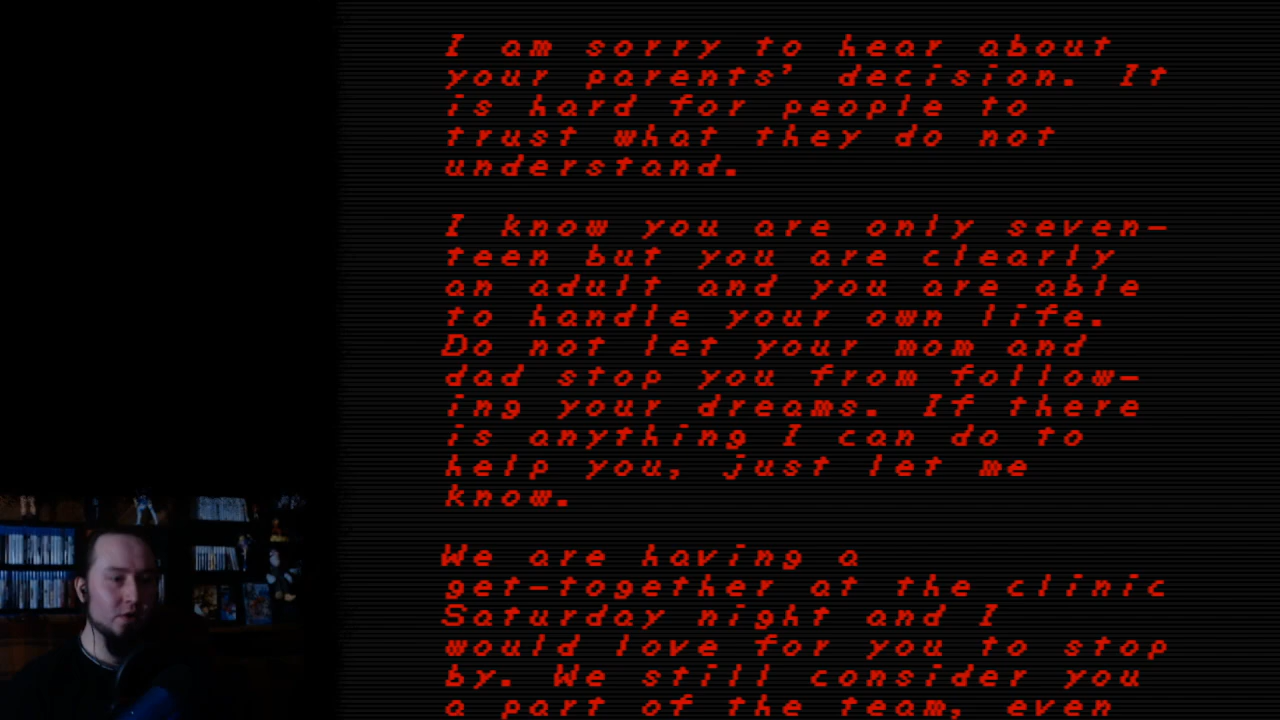 I am sorry to hear about
your parents' decision. It
is hard for people to
trust what they do not
understand.
I know you are only seven-
teen but you are clearly
an adult and you are able
to handle your own life.
Do not let your mom and
dad stop you from follow-
ing your dreams. If there
is anything I can do to
help you, just let me
know.
We are having a
get-together at the clinic
Saturday night and I
would love for you to stop
by. We still consider you
a part of the team, even